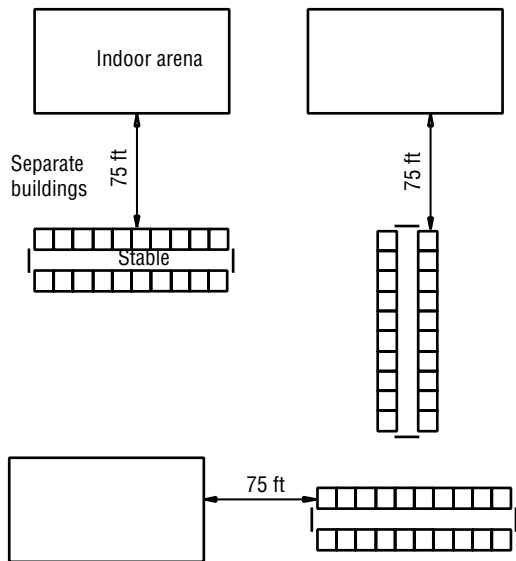 Indoor arena
75 ft
75 ft
Separate
buildings
Stable
75 ft